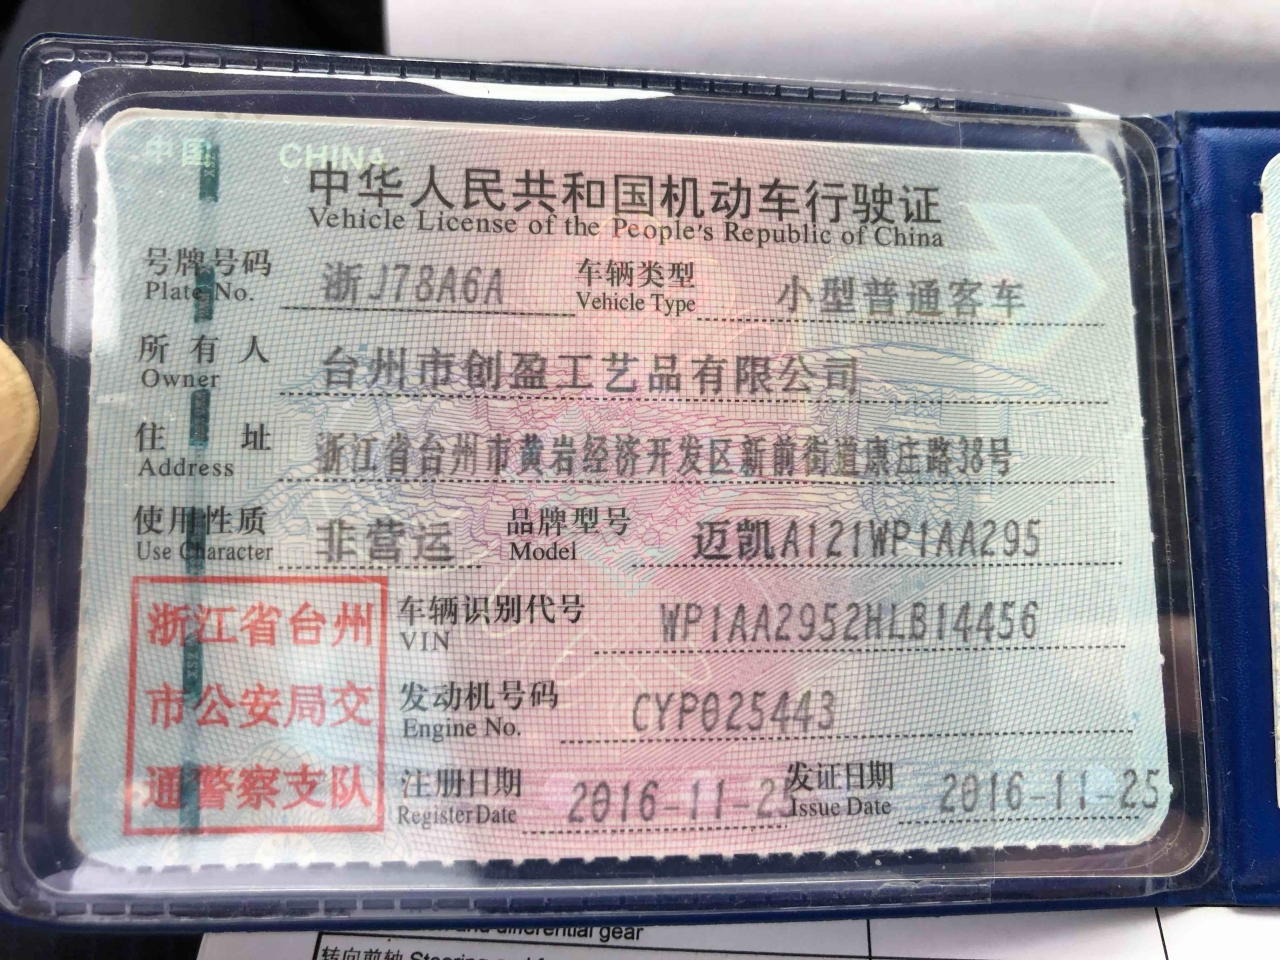 中国 CHINA
中华人民共和国机动车行驶证
Vehicle License of the People's Republic of China
号牌号码 浙J78A6A 车辆类型 小型普通客车
Plate No. Vehicle Type
所有人 台州市创盈工艺品有限公司
Owner
住址 浙江省台州市黄岩经济开发区新前街道康庄路38号
Address
使用性质 非营运 品牌型号 迈凯A121WP1AA295
Use Character Model
浙江省台州
市公安局交
通警察支队
车辆识别代号 WP1AA2952HLB14456
VIN
发动机号码 CYP025443
Engine No.
注册日期 2016-11-25 发证日期 2016-11-25
Register Date Issue Date
and differential gear
转向前轴 Steering